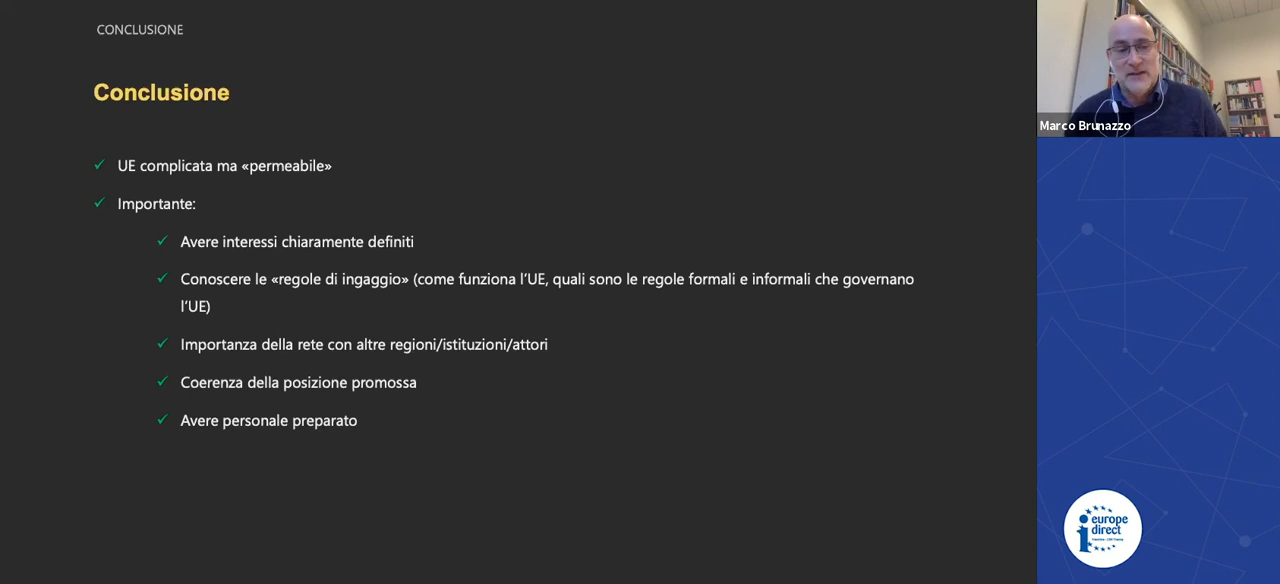 CONCLUSIONE
Conclusione
UE complicata ma «permeabile»
Importante:
Avere interessi chiaramente definiti
Conoscere le «regole di ingaggio» (come funziona l'UE, quali sono le regole formali e informali che governano
l'UE)
Importanza della rete con altre regioni/istituzioni/attori
Coerenza della posizione promossa
Avere personale preparato
Marco Brunazzo
europe
direct